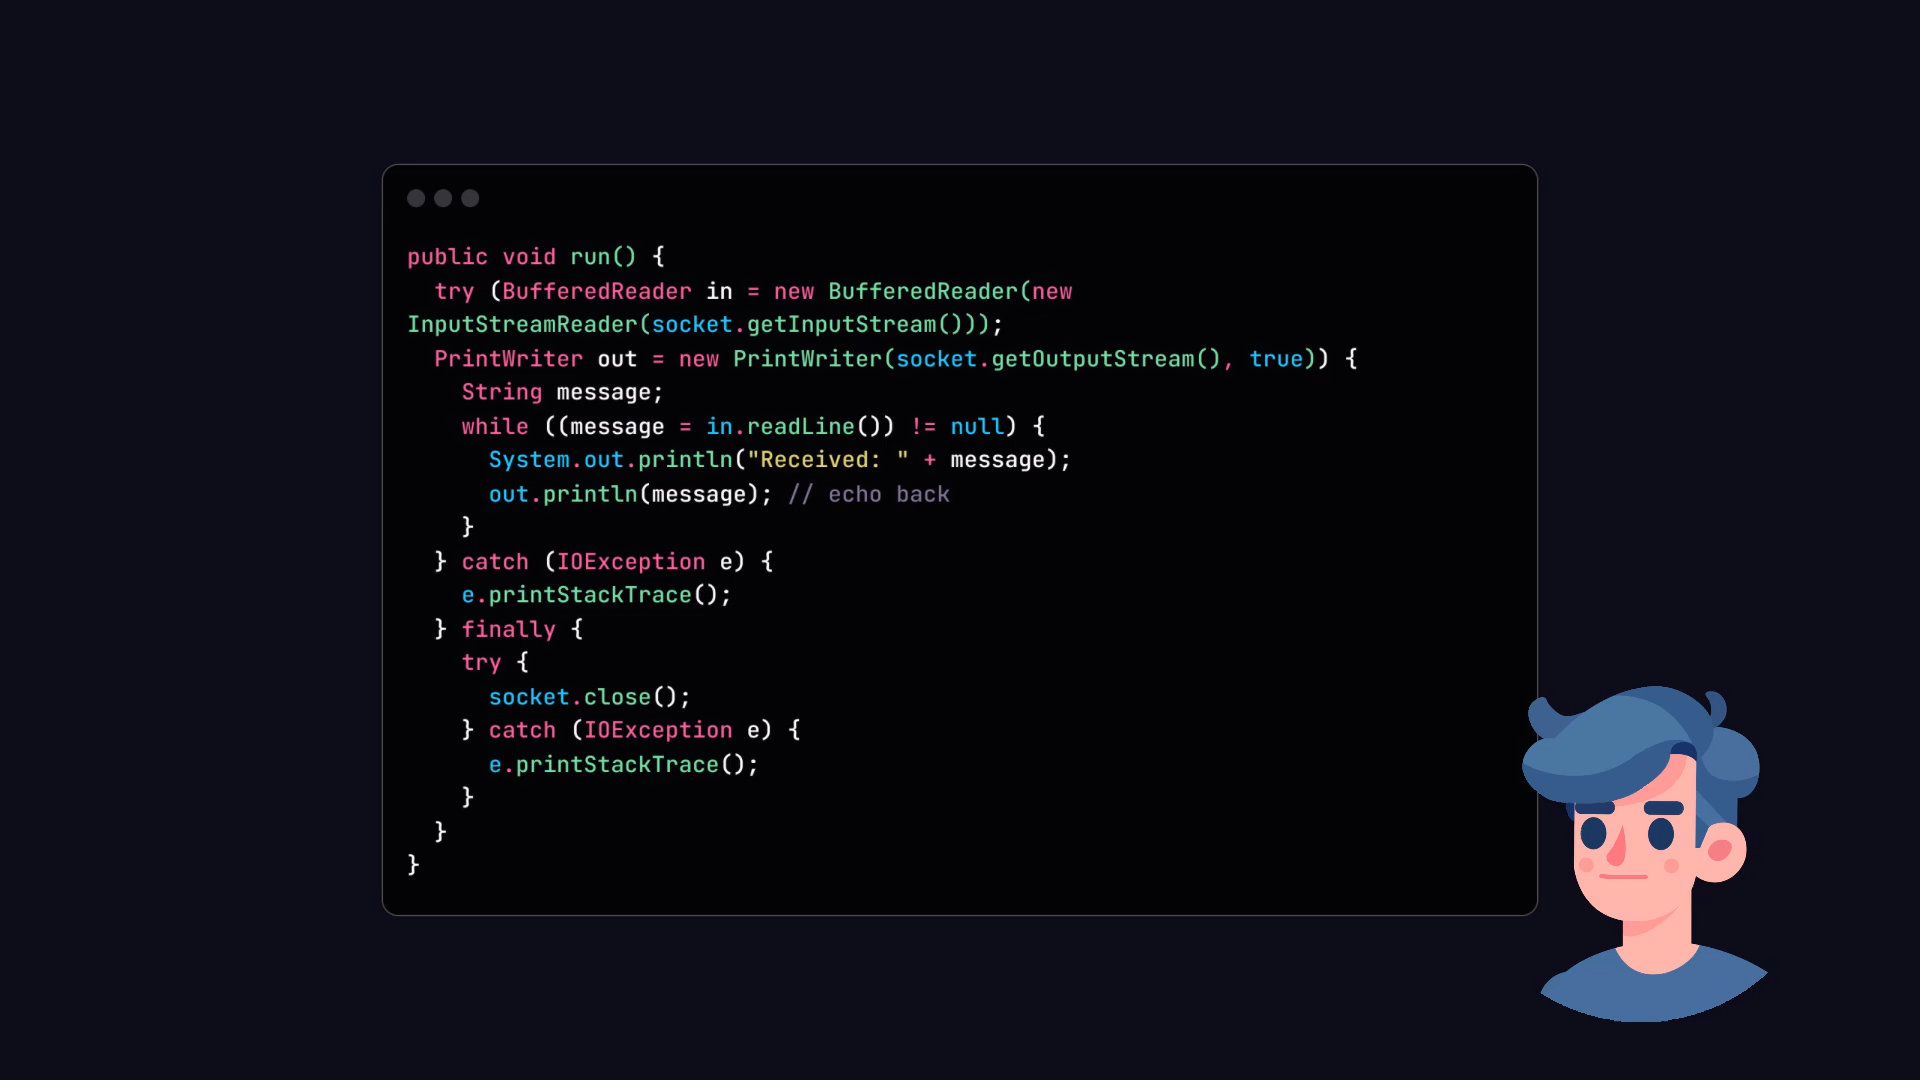 public void run() {
  try (BufferedReader in = new BufferedReader(new
InputStreamReader(socket.getInputStream()));
  PrintWriter out = new PrintWriter(socket.getOutputStream(), true)) {
    String message;
    while ((message = in.readLine()) != null) {
      System.out.println("Received: " + message);
      out.println(message); // echo back
    }
  } catch (IOException e) {
    e.printStackTrace();
  } finally {
    try {
      socket.close();
    } catch (IOException e) {
      e.printStackTrace();
    }
  }
}